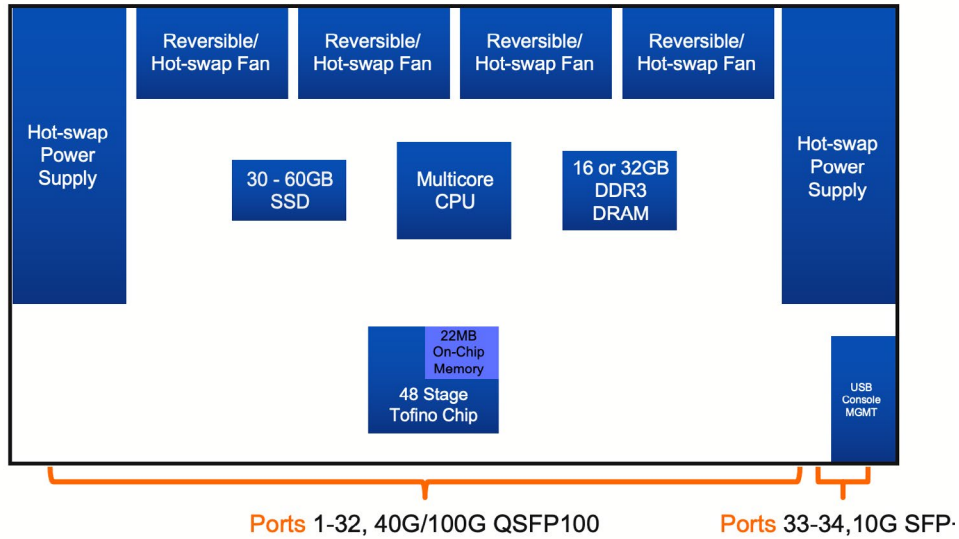 Reversible/
Hot-swap Fan
Reversible/
Hot-swap Fan
Reversible/
Hot-swap Fan
Reversible/
Hot-swap Fan
Hot-swap
Power
Supply
Hot-swap
Power
Supply
30 - 60GB
SSD
Multicore
CPU
16 or 32GB
DDR3
DRAM
22MB
On-Chip
Memory
48 Stage
Tofino Chip
USB
Console
MGMT
Ports 1-32, 40G/100G QSFP100
Ports 33-34,10G SFP+